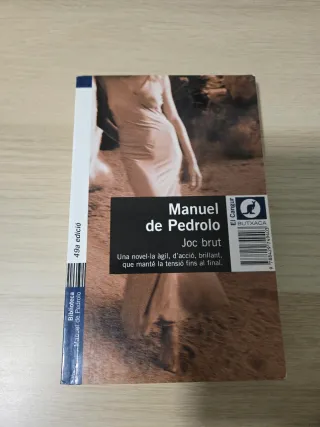 Manuel
de Pedrolo
Joc brut
Una novel·la àgil, d'acció, brillant,
que manté la tensió fins al final.
El Cangur
BUTXACA
49a edició
Biblioteca
Manuel de Pedrolo